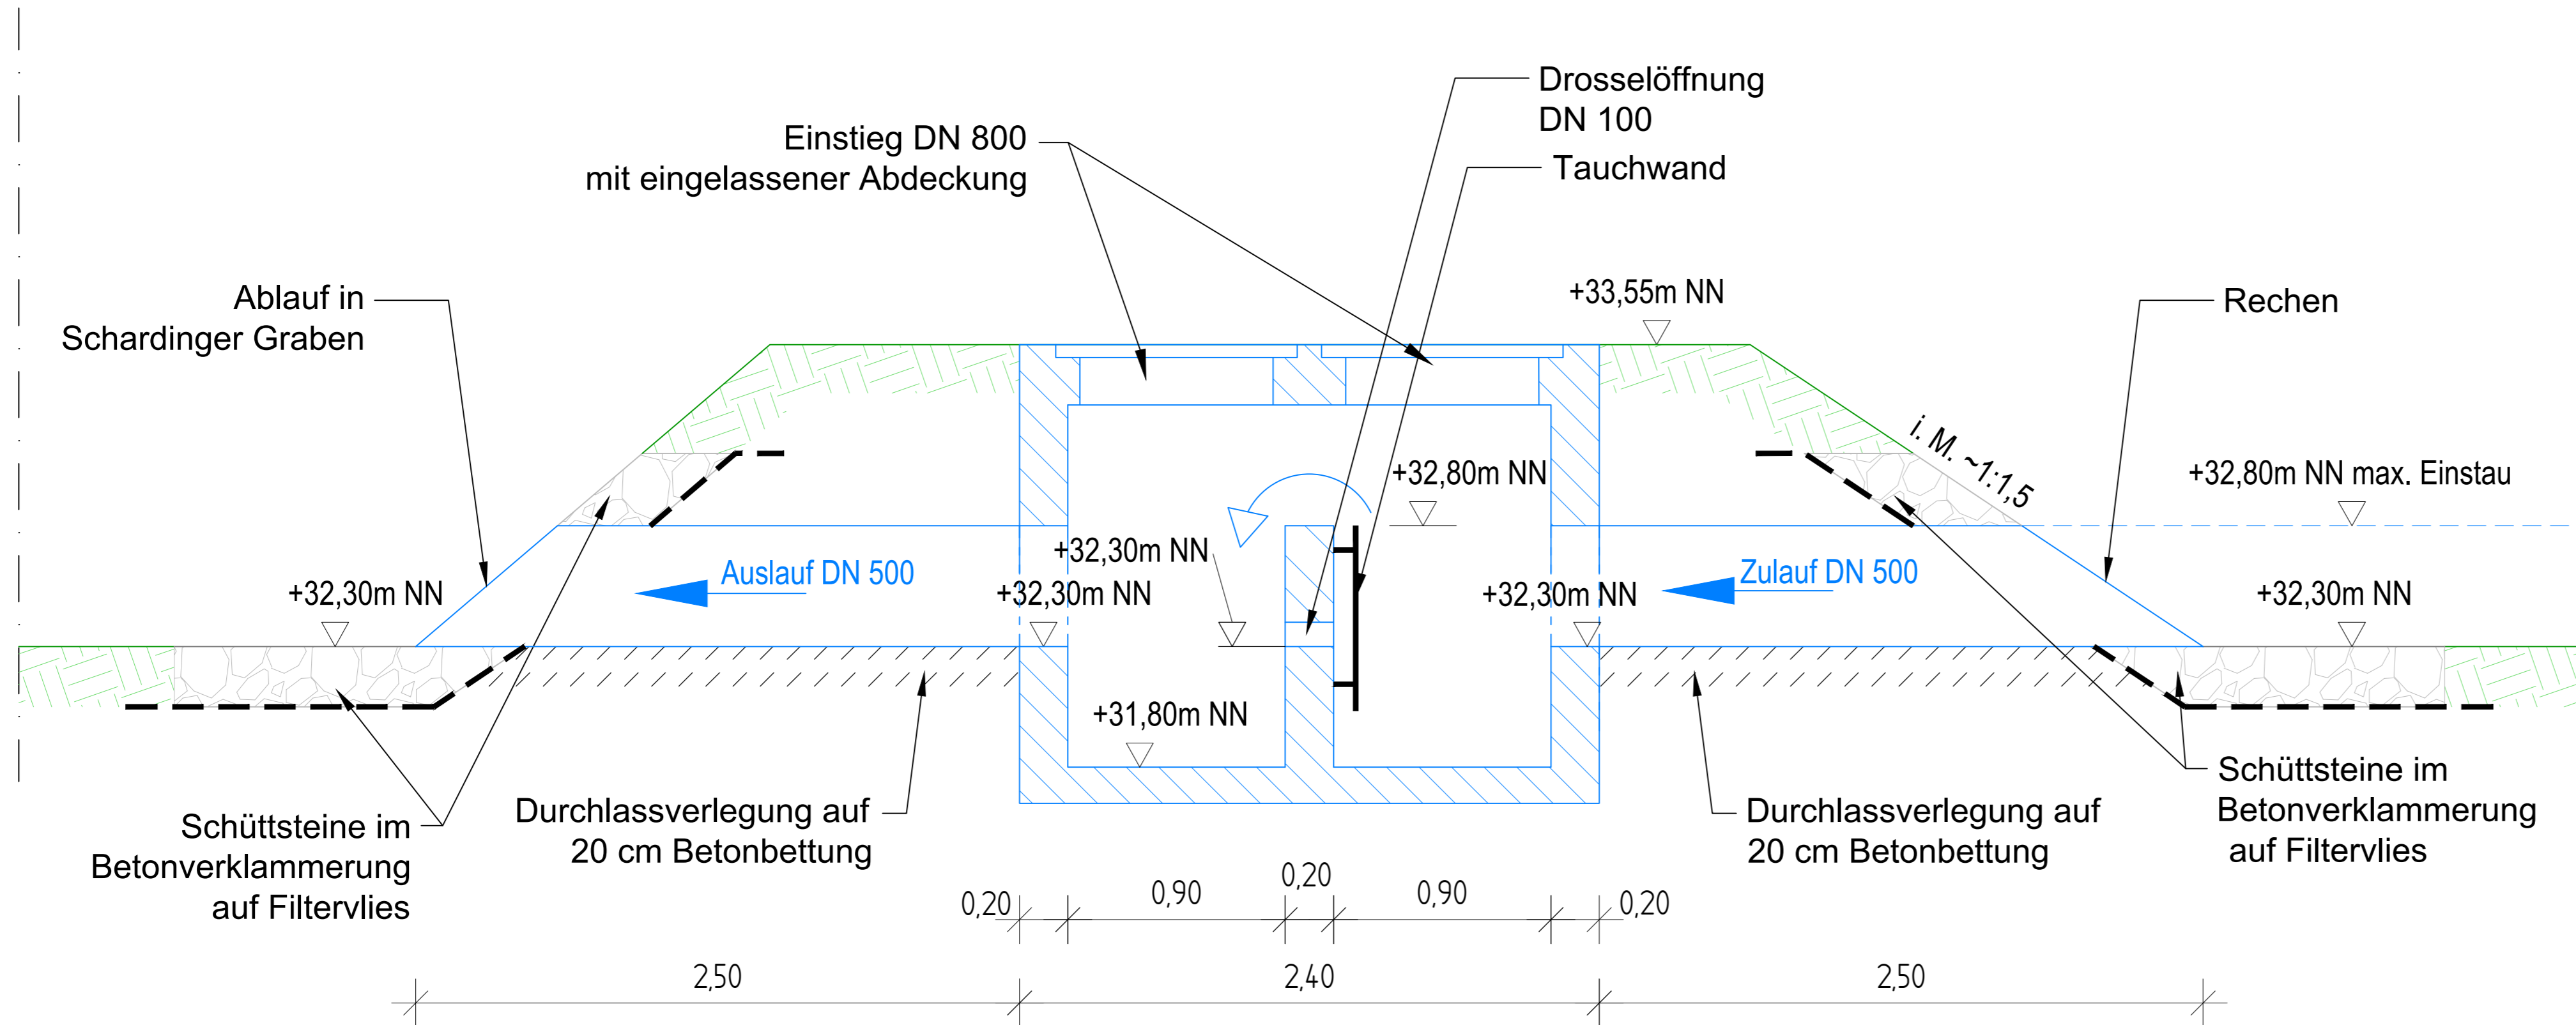 Drosselöffnung
DN 100
Einstieg DN 800
mit eingelassener Abdeckung
Tauchwand
Ablauf in
Schardinger Graben
+33,55m NN
Rechen
i. M. ~1:1,5
+32,80m NN
+32,80m NN max. Einstau
+32,30m NN
Auslauf DN 500
+32,30m NN
+32,30m NN
+32,30m NN
Zulauf DN 500
+32,30m NN
+31,80m NN
Schüttsteine im
Betonverklammerung
auf Filtervlies
Durchlassverlegung auf
20 cm Betonbettung
Durchlassverlegung auf
20 cm Betonbettung
Schüttsteine im
Betonverklammerung
auf Filtervlies
0,20
0,90
0,20
0,90
0,20
2,50
2,40
2,50